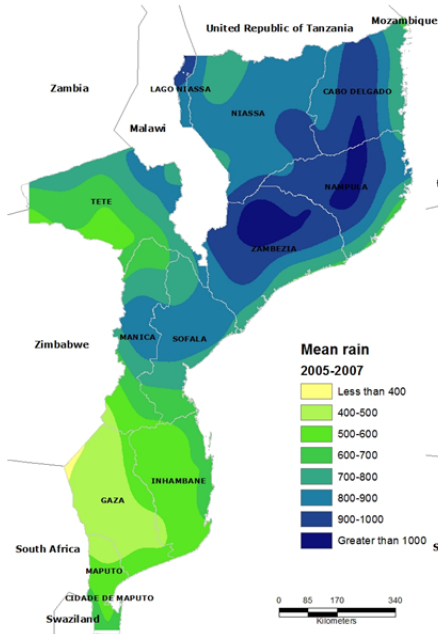 Mozambique
United Republic of Tanzania
Zambia
LAGO NIASSA
CABO DELGADO
NIASSA
Malawi
NAMPULA
TETE
ZAMBEZIA
MANICA
SOFALA
Zimbabwe
Mean rain
2005-2007
Less than 400
400-500
500-600
600-700
700-800
800-900
900-1000
Greater than 1000
INHAMBANE
GAZA
South Africa
MAPUTO
CIDADE DE MAPUTO
Swaziland
0 85 170 340
Kilometers